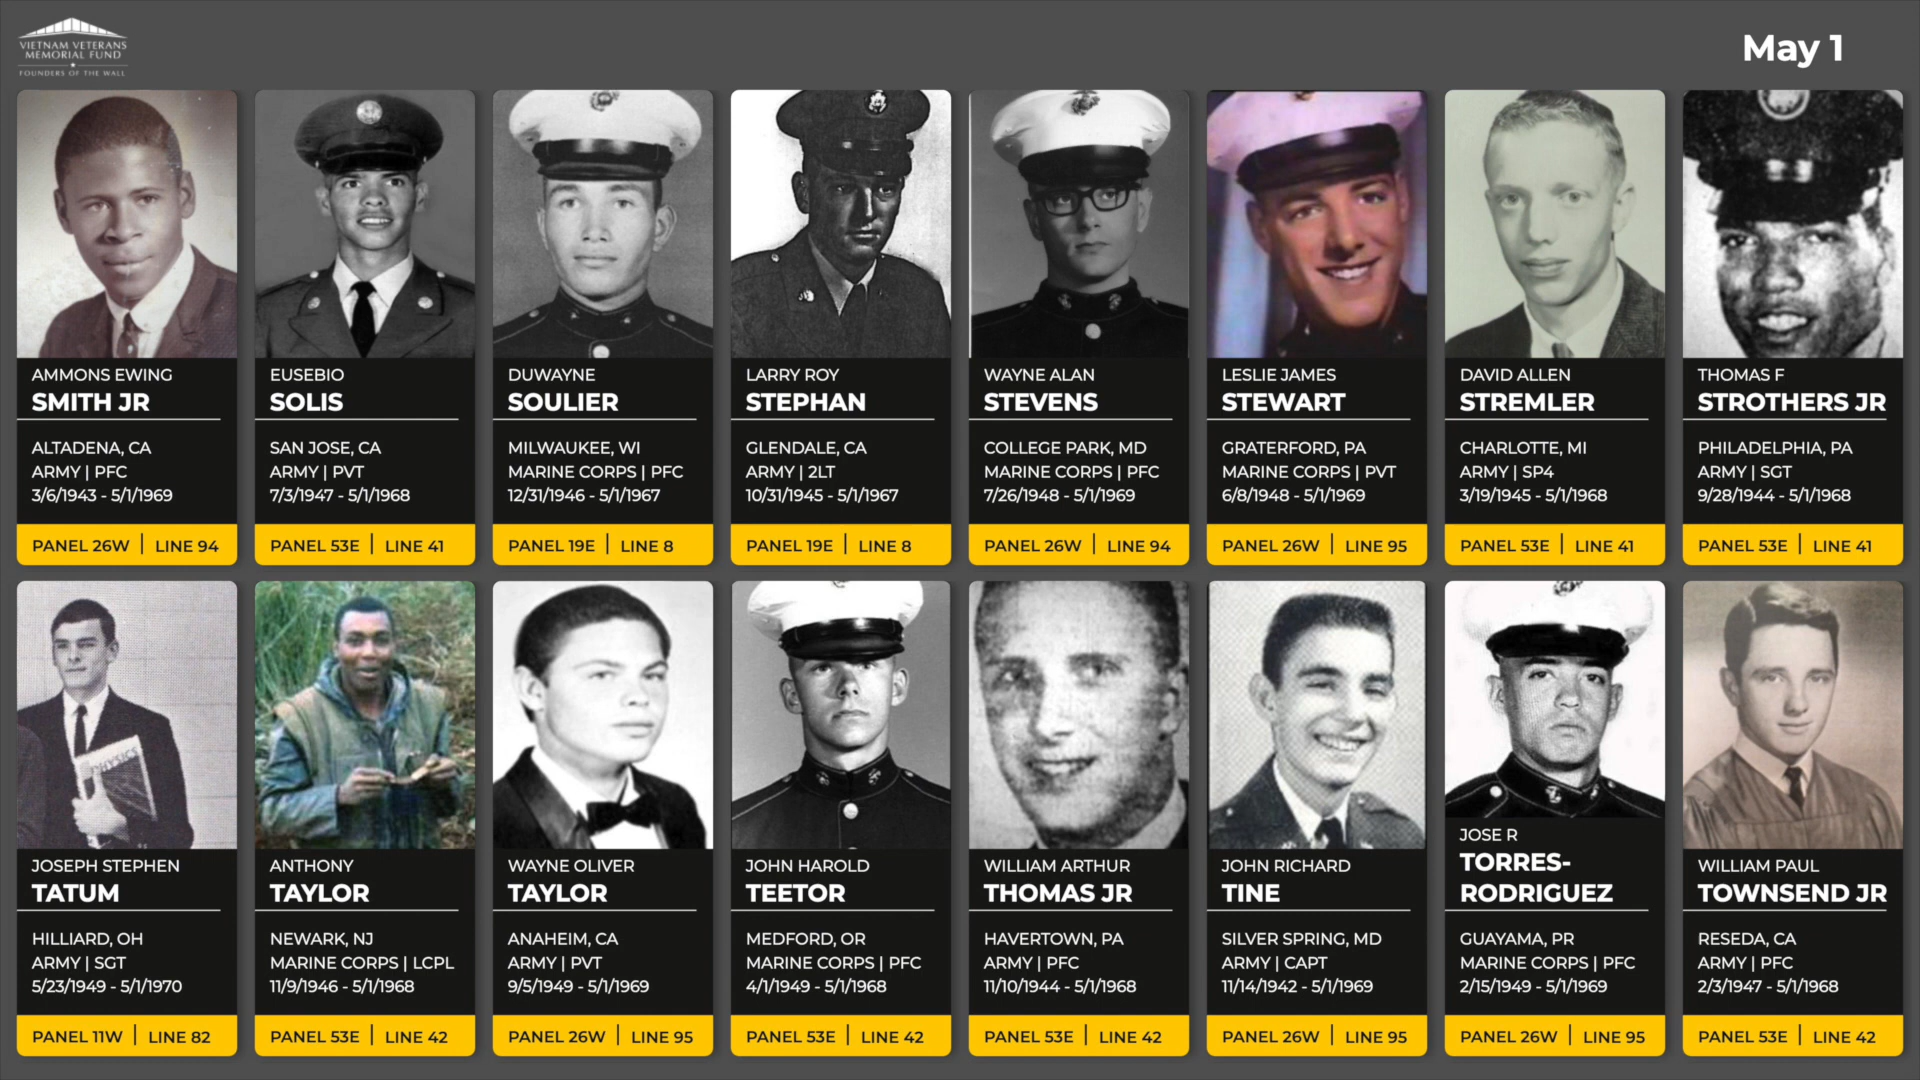 VIETNAM VETERANS
MEMORIAL FUND
FOUNDERS OF THE WALL
May 1
AMMONS EWING
SMITH JR
ALTADENA, CA
ARMY | PFC
3/6/1943 - 5/1/1969
PANEL 26W | LINE 94
EUSEBIO
SOLIS
SAN JOSE, CA
ARMY | PVT
7/3/1947 - 5/1/1968
PANEL 53E | LINE 41
DUWAYNE
SOULIER
MILWAUKEE, WI
MARINE CORPS | PFC
12/31/1946 - 5/1/1967
PANEL 19E | LINE 8
LARRY ROY
STEPHAN
GLENDALE, CA
ARMY | 2LT
10/31/1945 - 5/1/1967
PANEL 19E | LINE 8
WAYNE ALAN
STEVENS
COLLEGE PARK, MD
MARINE CORPS | PFC
7/26/1948 - 5/1/1969
PANEL 26W | LINE 94
LESLIE JAMES
STEWART
GRATERFORD, PA
MARINE CORPS | PVT
6/8/1948 - 5/1/1969
PANEL 26W | LINE 95
DAVID ALLEN
STREMLER
CHARLOTTE, MI
ARMY | SP4
3/19/1945 - 5/1/1968
PANEL 53E | LINE 41
THOMAS F
STROTHERS JR
PHILADELPHIA, PA
ARMY | SGT
9/28/1944 - 5/1/1968
PANEL 53E | LINE 41
PHYSICS
JOSEPH STEPHEN
TATUM
HILLIARD, OH
ARMY | SGT
5/23/1949 - 5/1/1970
PANEL 11W | LINE 82
ANTHONY
TAYLOR
NEWARK, NJ
MARINE CORPS | LCPL
11/9/1946 - 5/1/1968
PANEL 53E | LINE 42
WAYNE OLIVER
TAYLOR
ANAHEIM, CA
ARMY | PVT
9/5/1949 - 5/1/1969
PANEL 26W | LINE 95
JOHN HAROLD
TEETOR
MEDFORD, OR
MARINE CORPS | PFC
4/1/1949 - 5/1/1968
PANEL 53E | LINE 42
WILLIAM ARTHUR
THOMAS JR
HAVERTOWN, PA
ARMY | PFC
11/10/1944 - 5/1/1968
PANEL 53E | LINE 42
JOHN RICHARD
TINE
SILVER SPRING, MD
ARMY | CAPT
11/14/1942 - 5/1/1969
PANEL 26W | LINE 95
JOSE R
TORRES-
RODRIGUEZ
GUAYAMA, PR
MARINE CORPS | PFC
2/15/1949 - 5/1/1969
PANEL 26W | LINE 95
WILLIAM PAUL
TOWNSEND JR
RESEDA, CA
ARMY | PFC
2/3/1947 - 5/1/1968
PANEL 53E | LINE 42